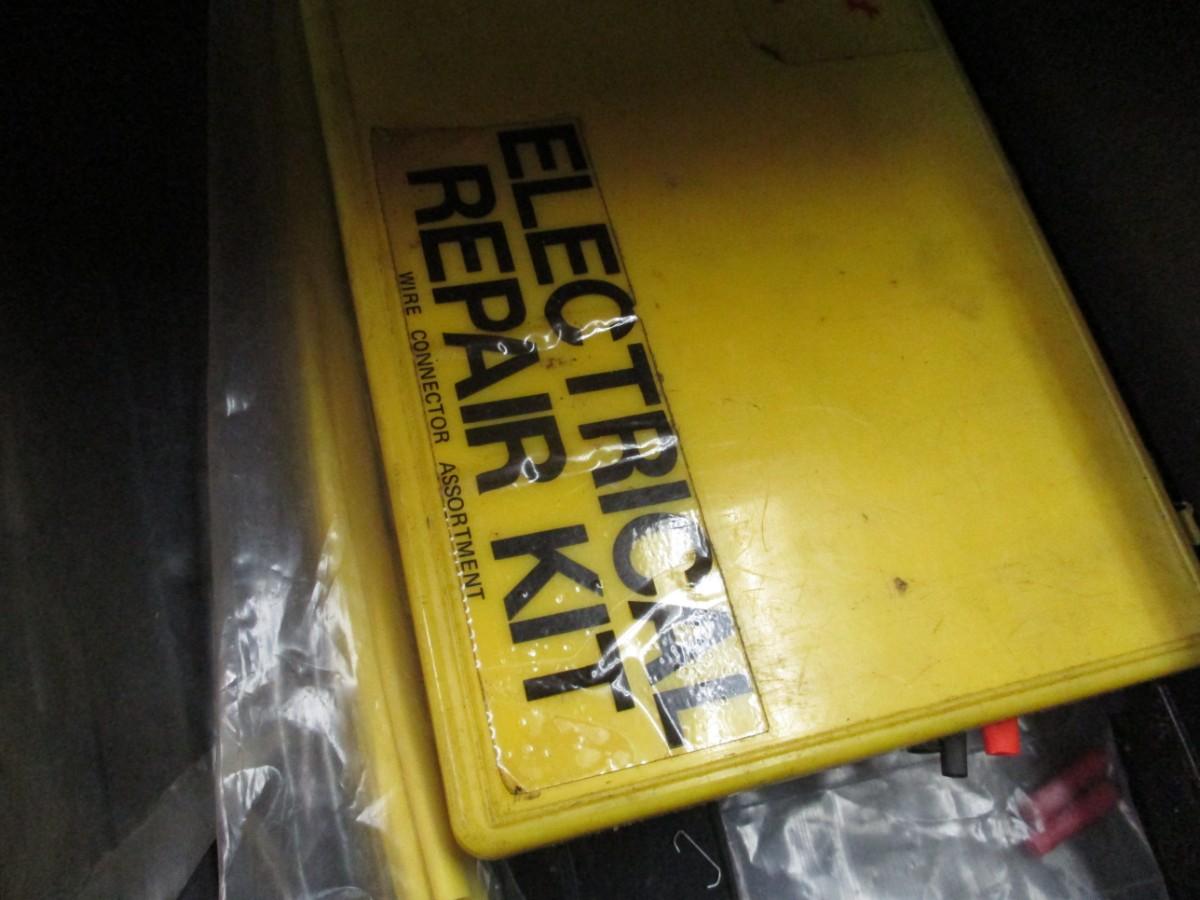 ELECTRICAL
REPAIR KIT
WIRE CONNECTOR ASSORTMENT